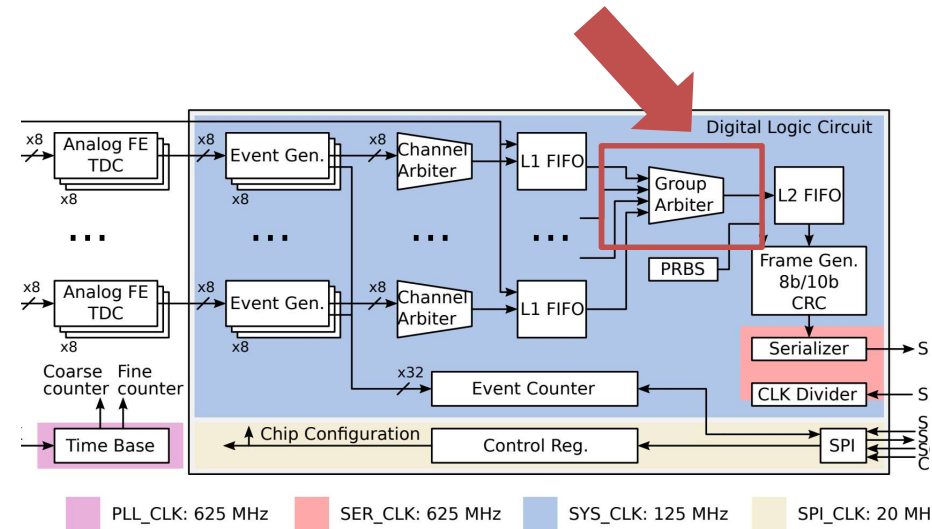 Digital Logic Circuit
x8
Analog FE
TDC
x8
x8
Event Gen.
x8
x8
Channel
Arbiter
L1 FIFO
Group
Arbiter
L2 FIFO
...
...
...
...
PRBS
Frame Gen.
8b/10b
CRC
x8
Analog FE
TDC
x8
x8
Event Gen.
x8
x8
Channel
Arbiter
L1 FIFO
Serializer
S
Coarse
counter
Fine
counter
x32
Event Counter
CLK Divider
S
Time Base
Chip Configuration
Control Reg.
SPI
S
S
S
C
PLL_CLK: 625 MHz
SER_CLK: 625 MHz
SYS_CLK: 125 MHz
SPI_CLK: 20 MH